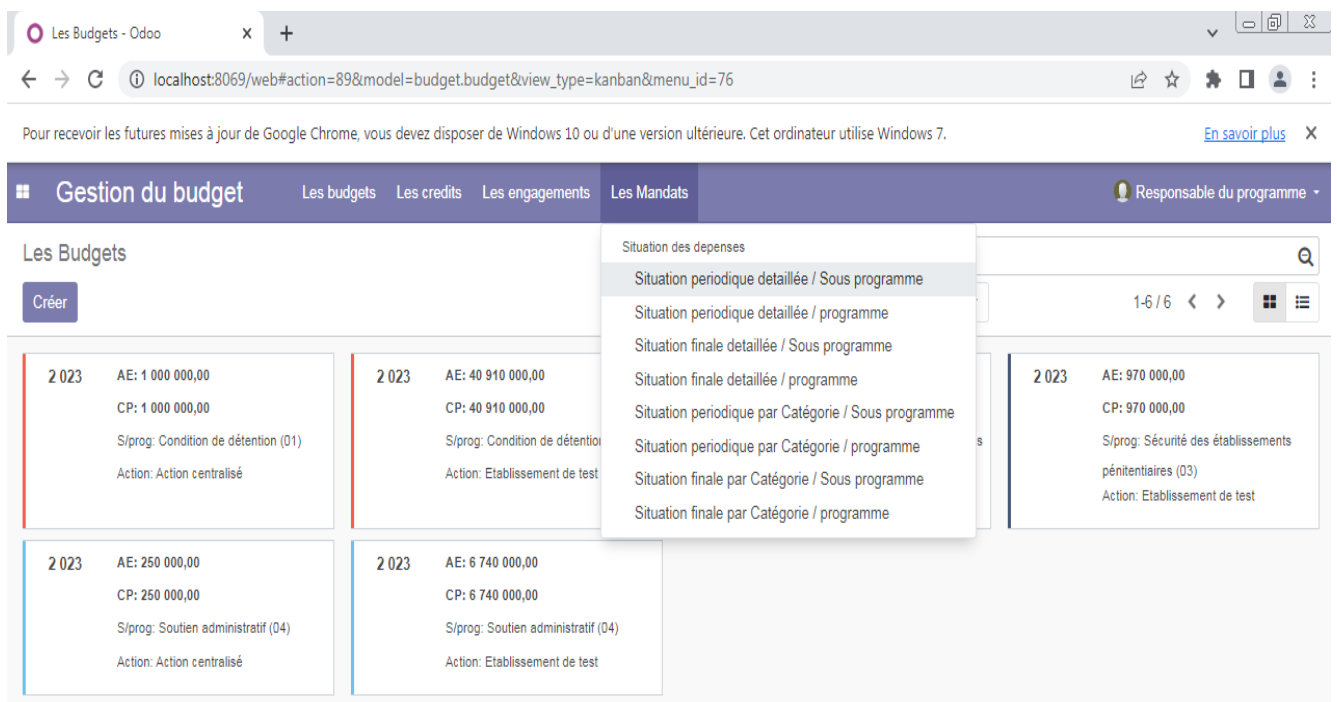 Les Budgets - Odoo
localhost:8069/web#action=89&model=budget.budget&view_type=kanban&menu_id=76
Pour recevoir les futures mises à jour de Google Chrome, vous devez disposer de Windows 10 ou d'une version ultérieure. Cet ordinateur utilise Windows 7. En savoir plus
Gestion du budget Les budgets Les credits Les engagements Les Mandats Responsable du programme
Les Budgets
Créer
1-6 / 6
Situation des depenses
Situation periodique detaillée / Sous programme
Situation periodique detaillée / programme
Situation finale detaillée / Sous programme
Situation finale detaillée / programme
Situation periodique par Catégorie / Sous programme
Situation periodique par Catégorie / programme
Situation finale par Catégorie / Sous programme
Situation finale par Catégorie / programme
2 023 AE: 1 000 000,00
CP: 1 000 000,00
S/prog: Condition de détention (01)
Action: Action centralisé
2 023 AE: 40 910 000,00
CP: 40 910 000,00
S/prog: Condition de détention
Action: Etablissement de test
s
2 023 AE: 970 000,00
CP: 970 000,00
S/prog: Sécurité des établissements
pénitentiaires (03)
Action: Etablissement de test
2 023 AE: 250 000,00
CP: 250 000,00
S/prog: Soutien administratif (04)
Action: Action centralisé
2 023 AE: 6 740 000,00
CP: 6 740 000,00
S/prog: Soutien administratif (04)
Action: Etablissement de test